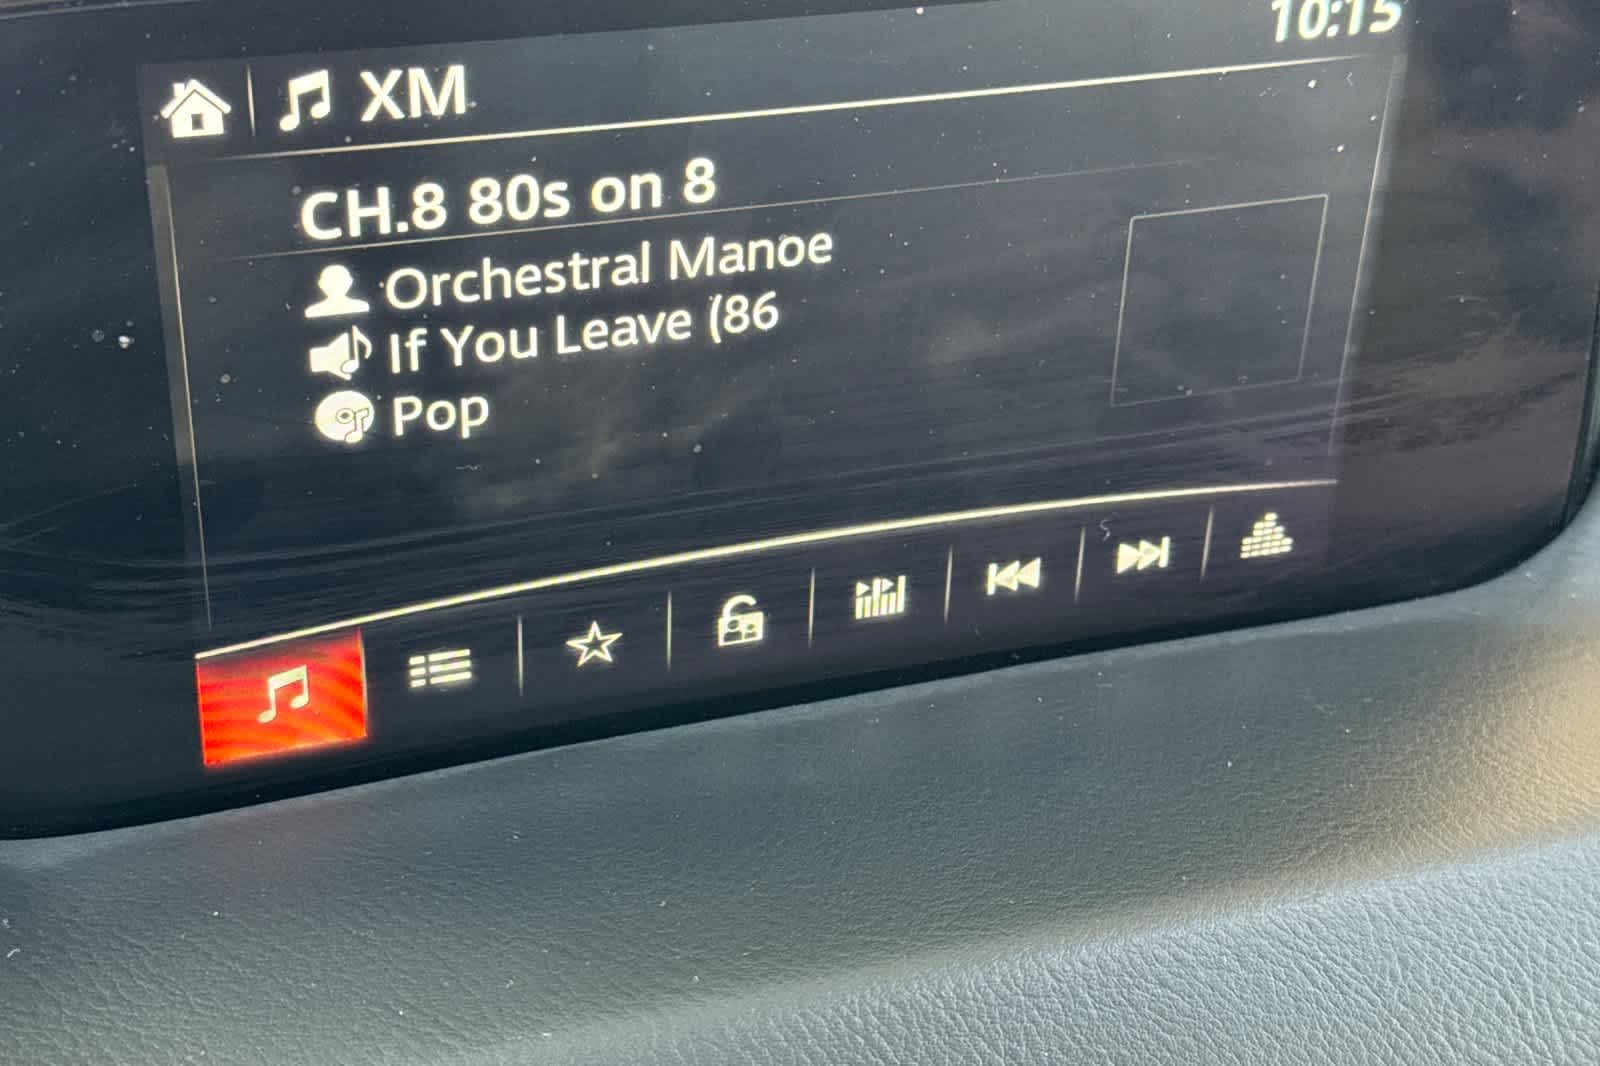 10:15
XM
CH.8 80s on 8
Orchestral Manoe
If You Leave (86
Pop